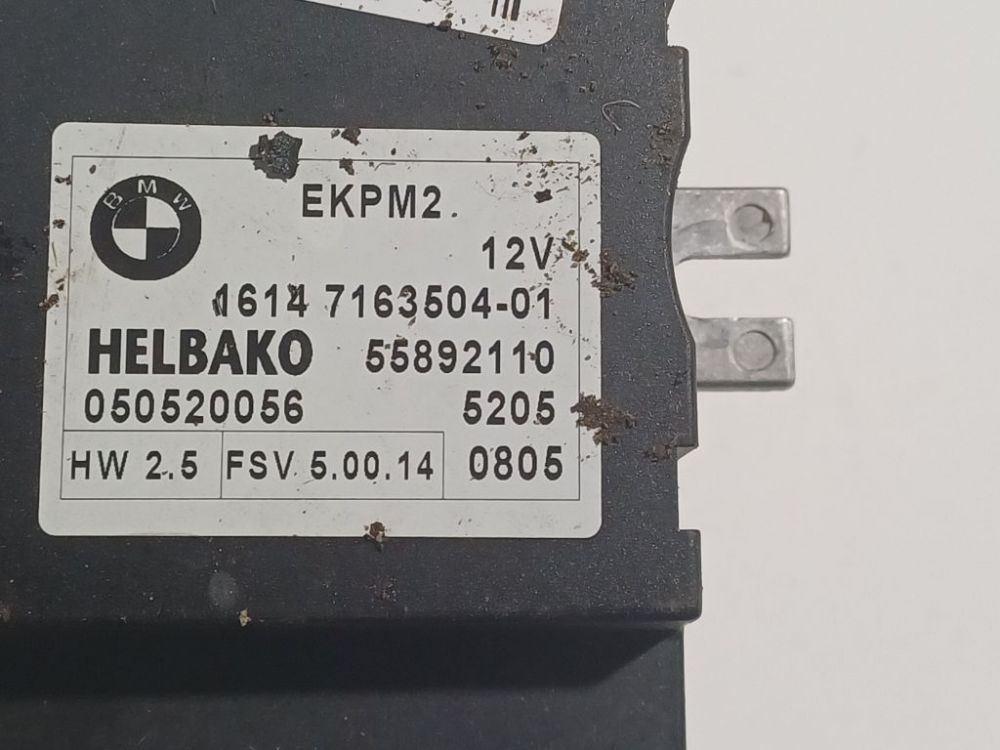 BMW
EKPM2.
12V
1614 7163504-01
HELBAKO 55892110
050520056 5205
HW 2.5 FSV 5.00.14 0805